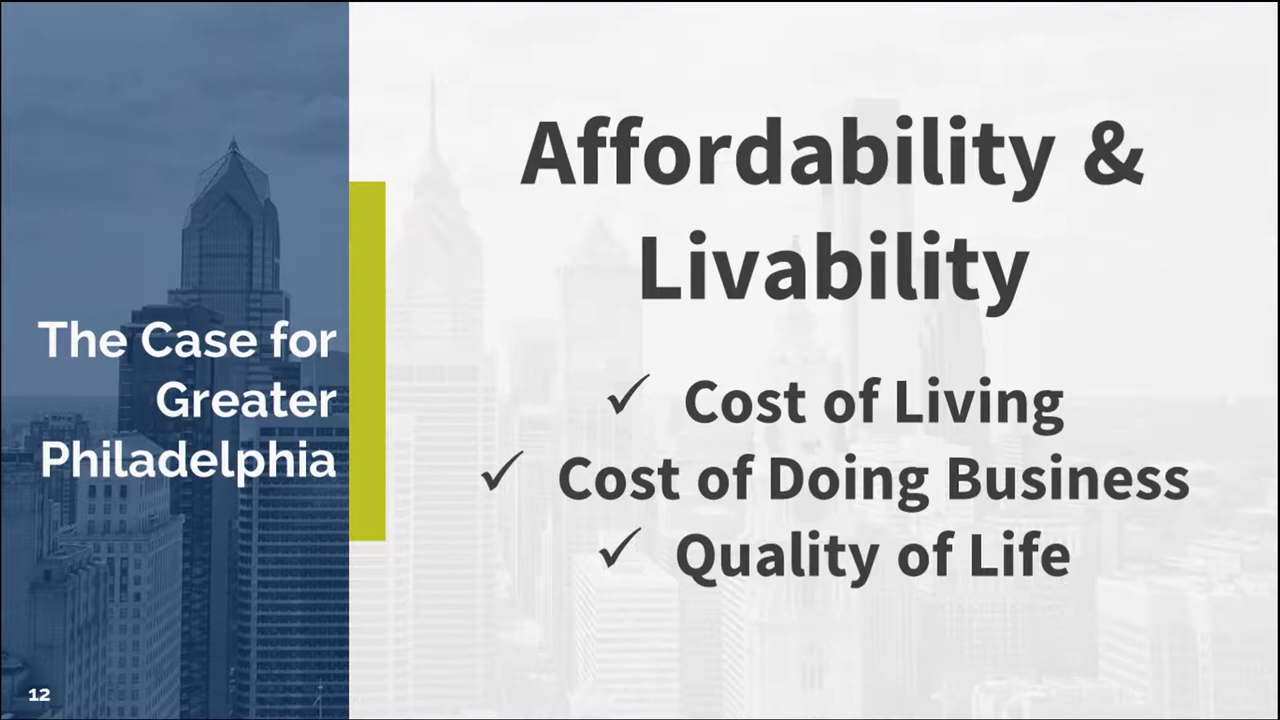 The Case for
Greater
Philadelphia
12
Affordability &
Livability
✓ Cost of Living
✓ Cost of Doing Business
✓ Quality of Life